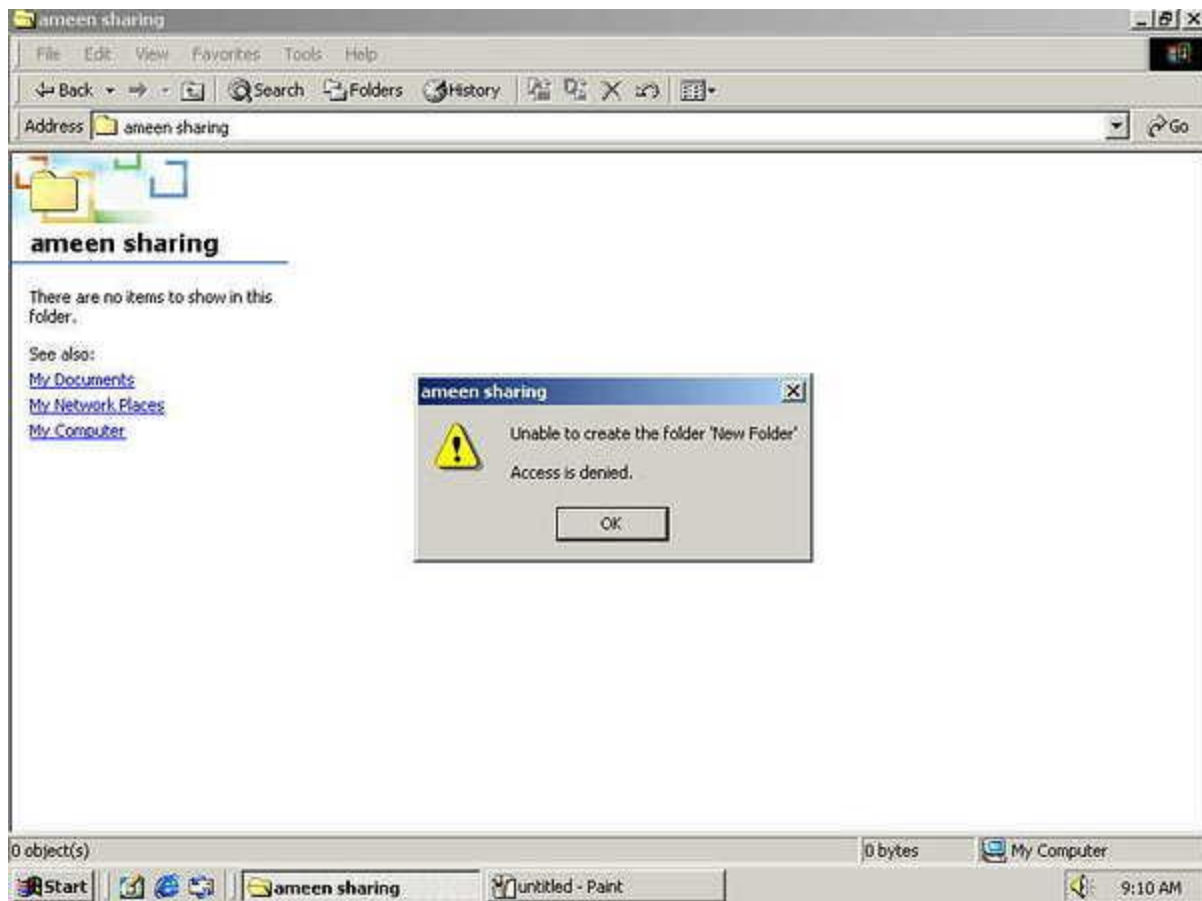 ameen sharing
File Edit View Favorites Tools Help
Back Search Folders History
Address ameen sharing Go
ameen sharing
There are no items to show in this
folder.
See also:
My Documents
My Network Places
My Computer
ameen sharing
Unable to create the folder 'New Folder'
Access is denied.
OK
0 object(s) 0 bytes My Computer
Start ameen sharing untitled - Paint 9:10 AM